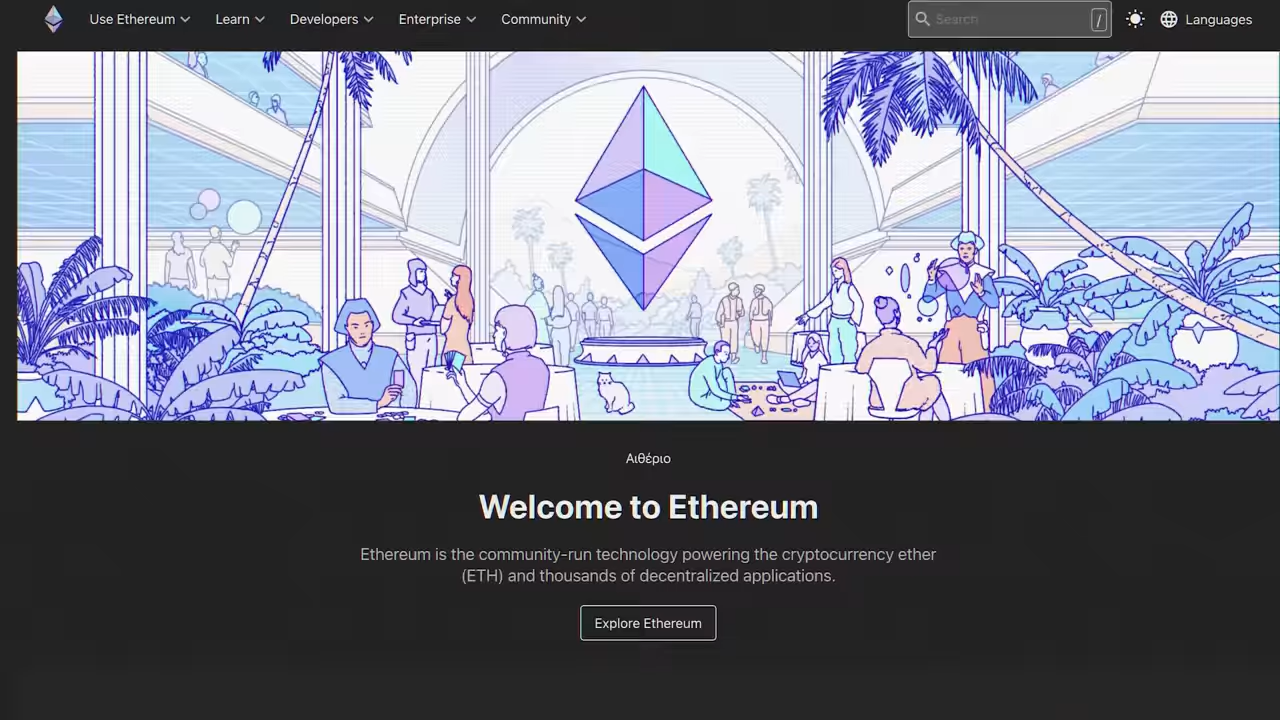 Use Ethereum Learn Developers Enterprise Community Search / Languages
Αιθέριο
Welcome to Ethereum
Ethereum is the community-run technology powering the cryptocurrency ether
(ETH) and thousands of decentralized applications.
Explore Ethereum